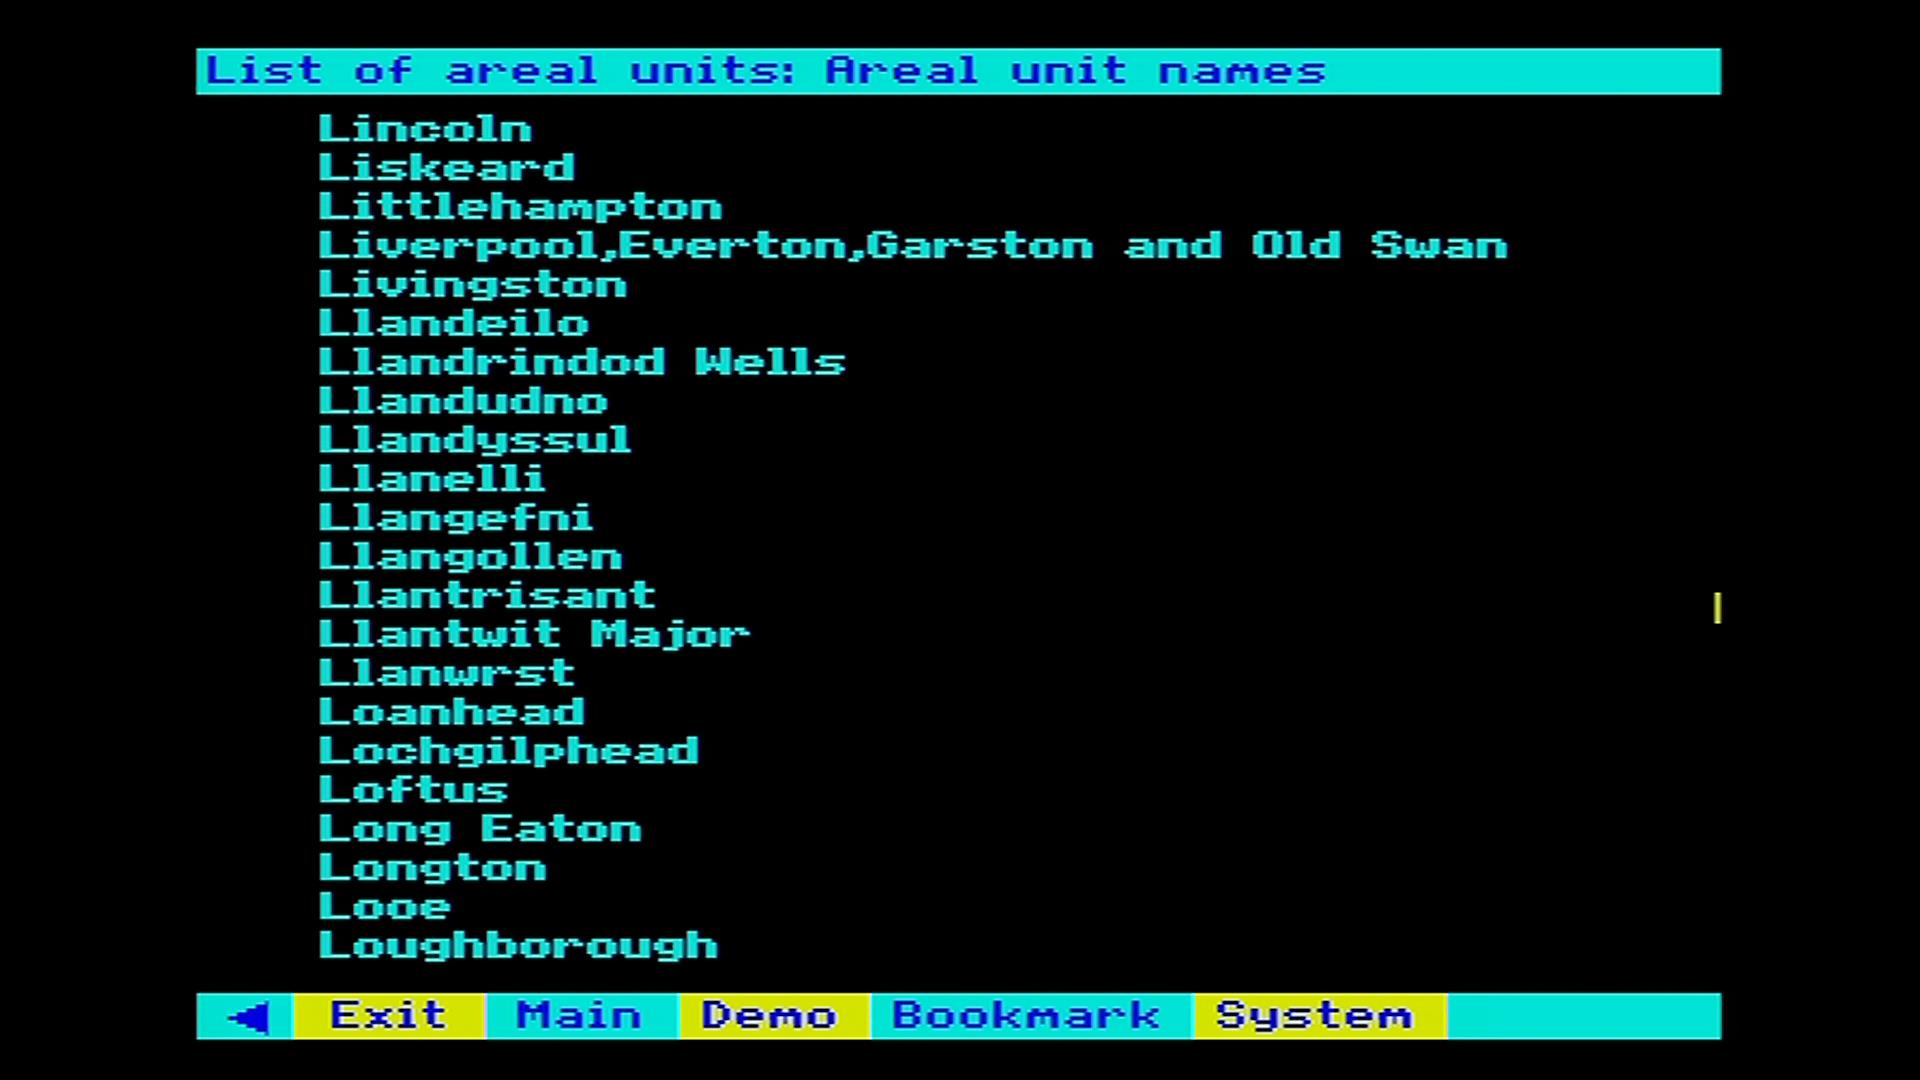 List of areal units: Areal unit names
Lincoln
Liskeard
Littlehampton
Liverpool,Everton,Garston and Old Swan
Livingston
Llandeilo
Llandrindod Wells
Llandudno
Llandyssul
Llanelli
Llangefni
Llangollen
Llantrisant
Llantwit Major
Llanwrst
Loanhead
Lochgilphead
Loftus
Long Eaton
Longton
Looe
Loughborough
Exit Main Demo Bookmark System